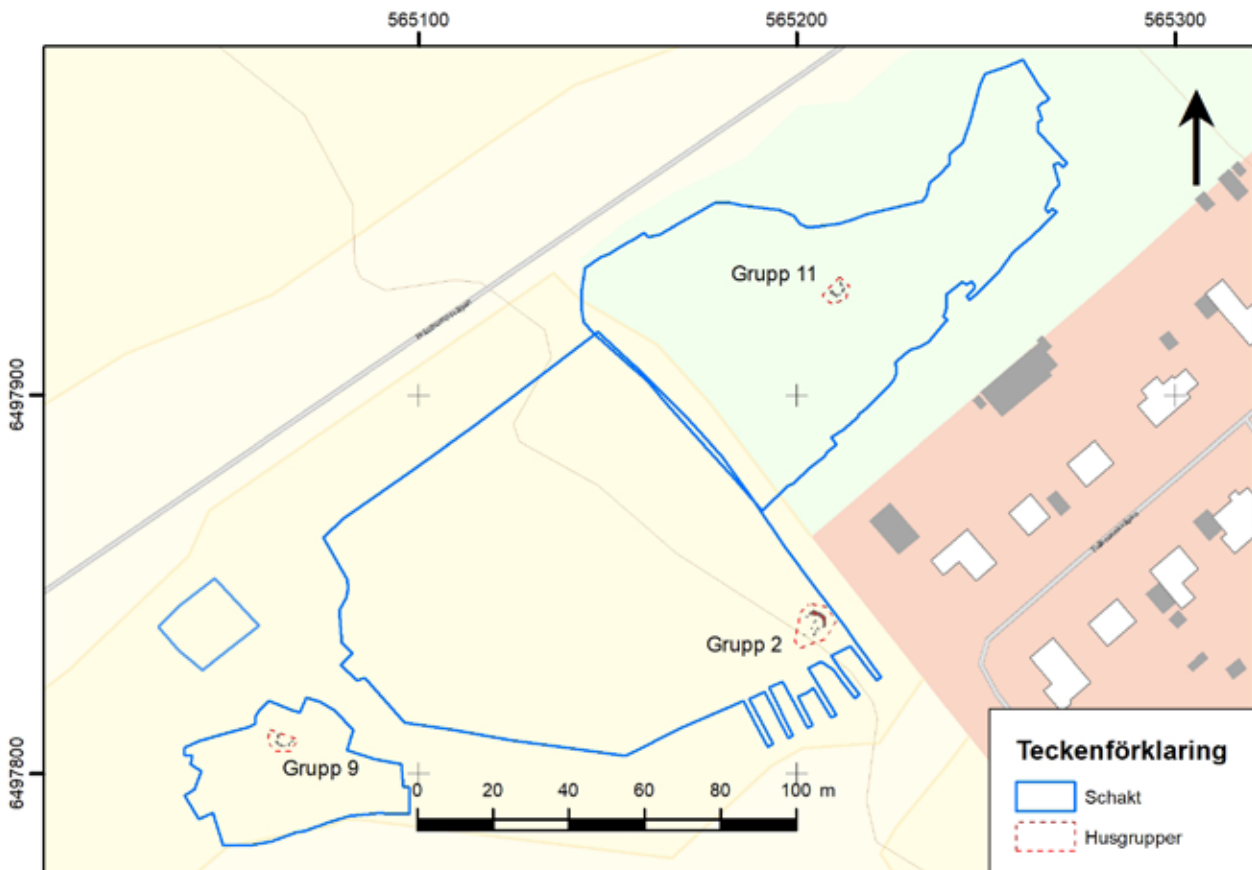 565100
565200
565300
6497900
6497800
Grupp 11
Grupp 2
Grupp 9
0 20 40 60 80 100 m
Teckenförklaring
Schakt
Husgrupper